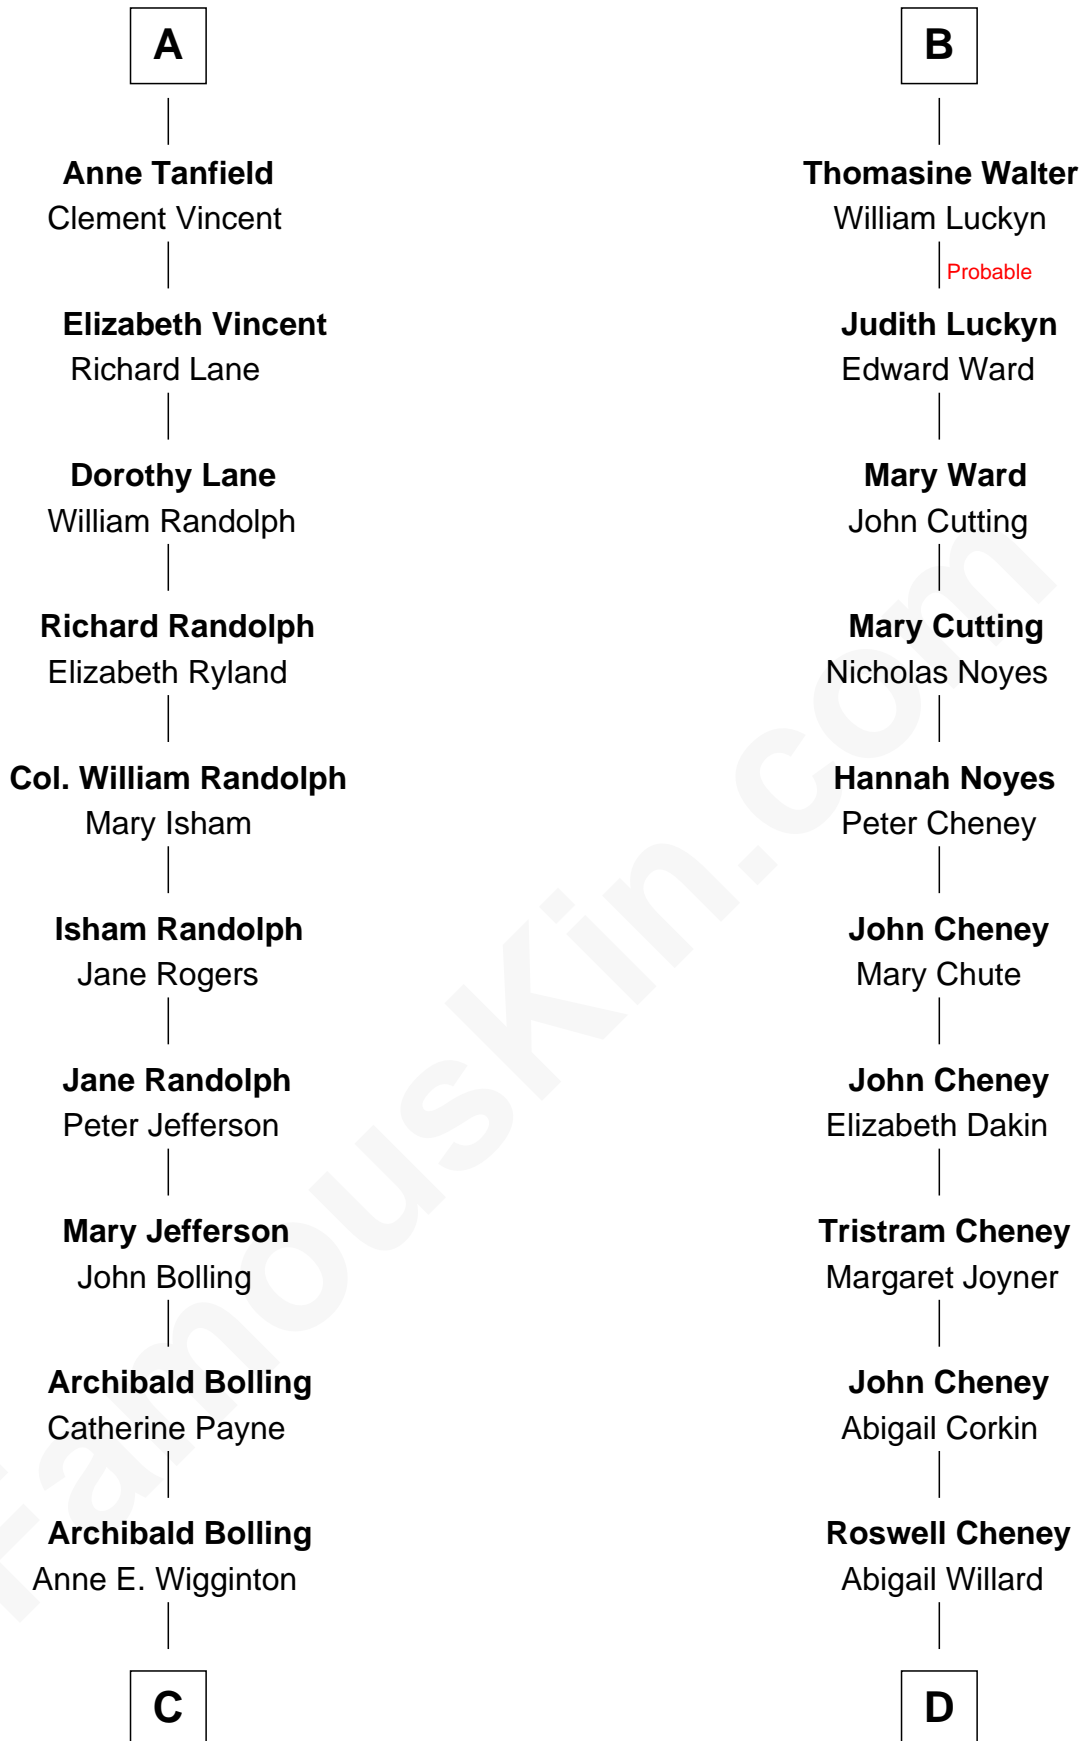 A
Anne Tanfield
Clement Vincent
Elizabeth Vincent
Richard Lane
Dorothy Lane
William Randolph
Richard Randolph
Elizabeth Ryland
Col. William Randolph
Mary Isham
Isham Randolph
Jane Rogers
Jane Randolph
Peter Jefferson
Mary Jefferson
John Bolling
Archibald Bolling
Catherine Payne
Archibald Bolling
Anne E. Wigginton
C
B
Thomasine Walter
William Luckyn
Probable
Judith Luckyn
Edward Ward
Mary Ward
John Cutting
Mary Cutting
Nicholas Noyes
Hannah Noyes
Peter Cheney
John Cheney
Mary Chute
John Cheney
Elizabeth Dakin
Tristram Cheney
Margaret Joyner
John Cheney
Abigail Corkin
Roswell Cheney
Abigail Willard
D
FamousKin.com